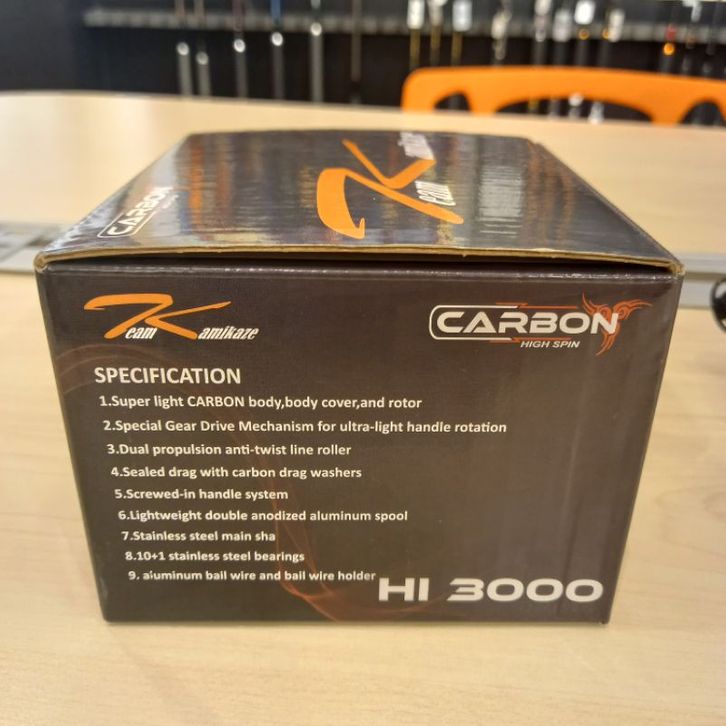 Team Kamikaze
CARBON
Team Kamikaze
CARBON
HIGH SPIN
SPECIFICATION
1.Super light CARBON body,body cover,and rotor
2.Special Gear Drive Mechanism for ultra-light handle rotation
3.Dual propulsion anti-twist line roller
4.Sealed drag with carbon drag washers
5.Screwed-in handle system
6.Lightweight double anodized aluminum spool
7.Stainless steel main sha
8.10+1 stainless steel bearings
9. aluminum bail wire and bail wire holder
HI 3000